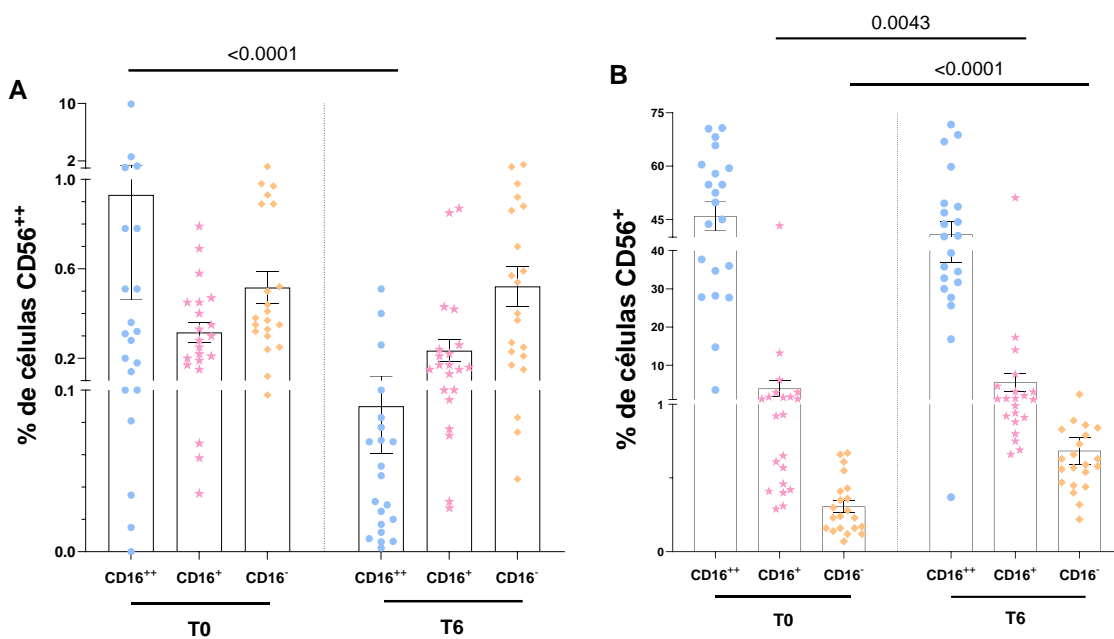 A
<0.0001
% de células CD56++
10
2
1.0
0.6
0.2
0.1
0.0
CD16++ CD16+ CD16- CD16++ CD16+ CD16-
T0 T6
B
0.0043
<0.0001
% de células CD56+
75
60
45
40
30
20
10
1
0
CD16++ CD16+ CD16- CD16++ CD16+ CD16-
T0 T6